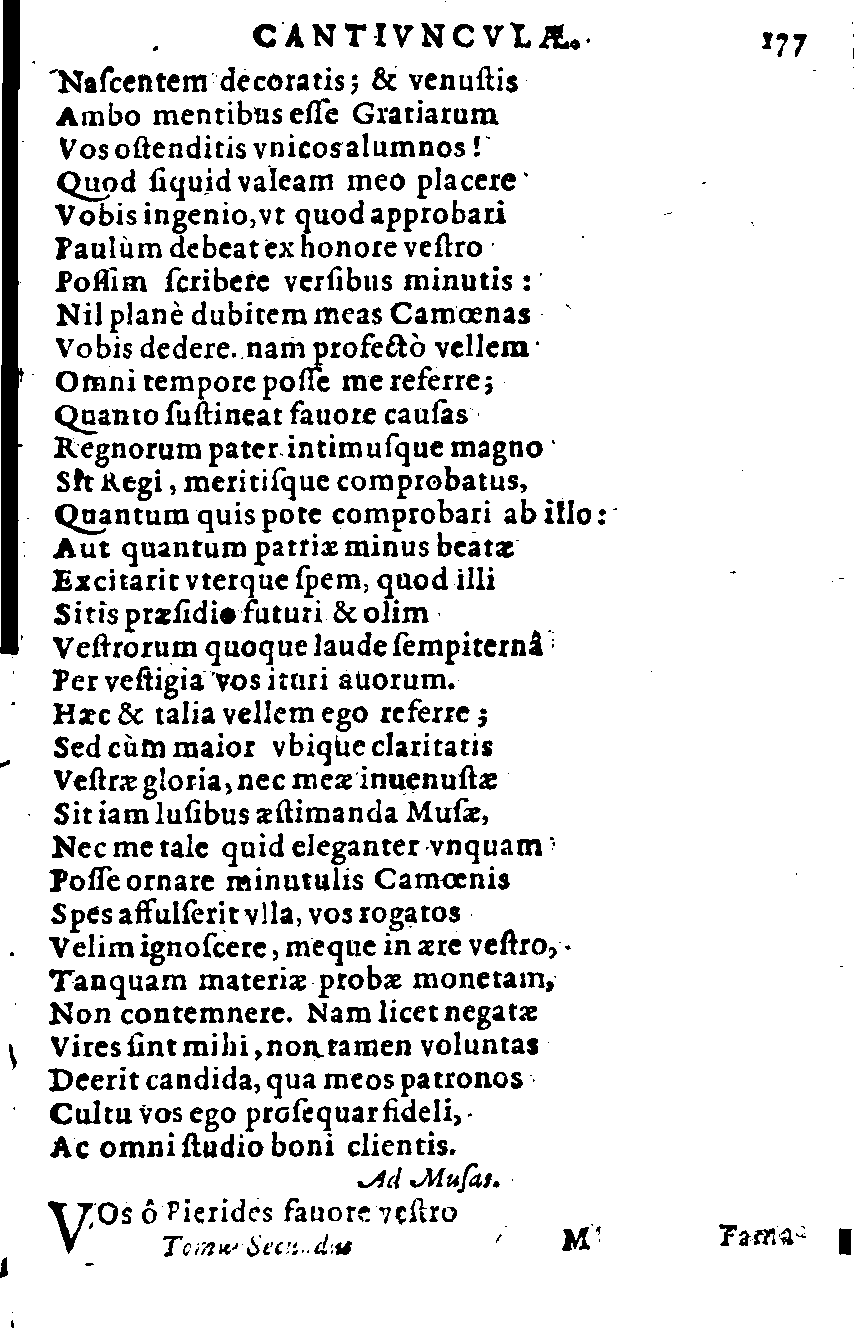 CANTIVNCVLÆ. 177
Naſcentem decoratis; & venuſtis
Ambo mentibus eſſe Gratiarum
Vos oſtenditis vnicos alumnos!
Quod ſiquid valeam meo placere
Vobis ingenio, vt quod approbari
Paulùm debeat ex honore veſtro
Poſſim ſcribere verſibus minutis:
Nil planè dubitem meas Camœnas
Vobis dedere. nam profectò vellem
Omni tempore poſſe me referre;
Quanto ſuſtineat fauore cauſas
Regnorum pater intimuſque magno
Sit Regi, meritiſque comprobatus,
Quantum quis pote comprobari ab illo:
Aut quantum patriæ minus beatæ
Excitarit vterque ſpem, quod illi
Sitis præſidio futuri & olim
Veſtrorum quoque laude ſempiternâ
Per veſtigia vos ituri auorum.
Hæc & talia vellem ego referre;
Sed cùm maior vbique claritatis
Veſtræ gloria, nec meæ inuenuſtæ
Sit iam luſibus æſtimanda Muſæ,
Nec me tale quid eleganter vnquam
Poſſe ornare minutulis Camœnis
Spes affulſerit vlla, vos rogatos
Velim ignoſcere, meque in ære veſtro,
Tanquam materiæ probæ monetam,
Non contemnere. Nam licet negatæ
Vires ſint mihi, non tamen voluntas
Deerit candida, qua meos patronos
Cultu vos ego proſequar fideli,
Ac omni ſtudio boni clientis.
Ad Muſas.
VOs ô Pierides fauore veſtro
Tomus Secundus M Fama